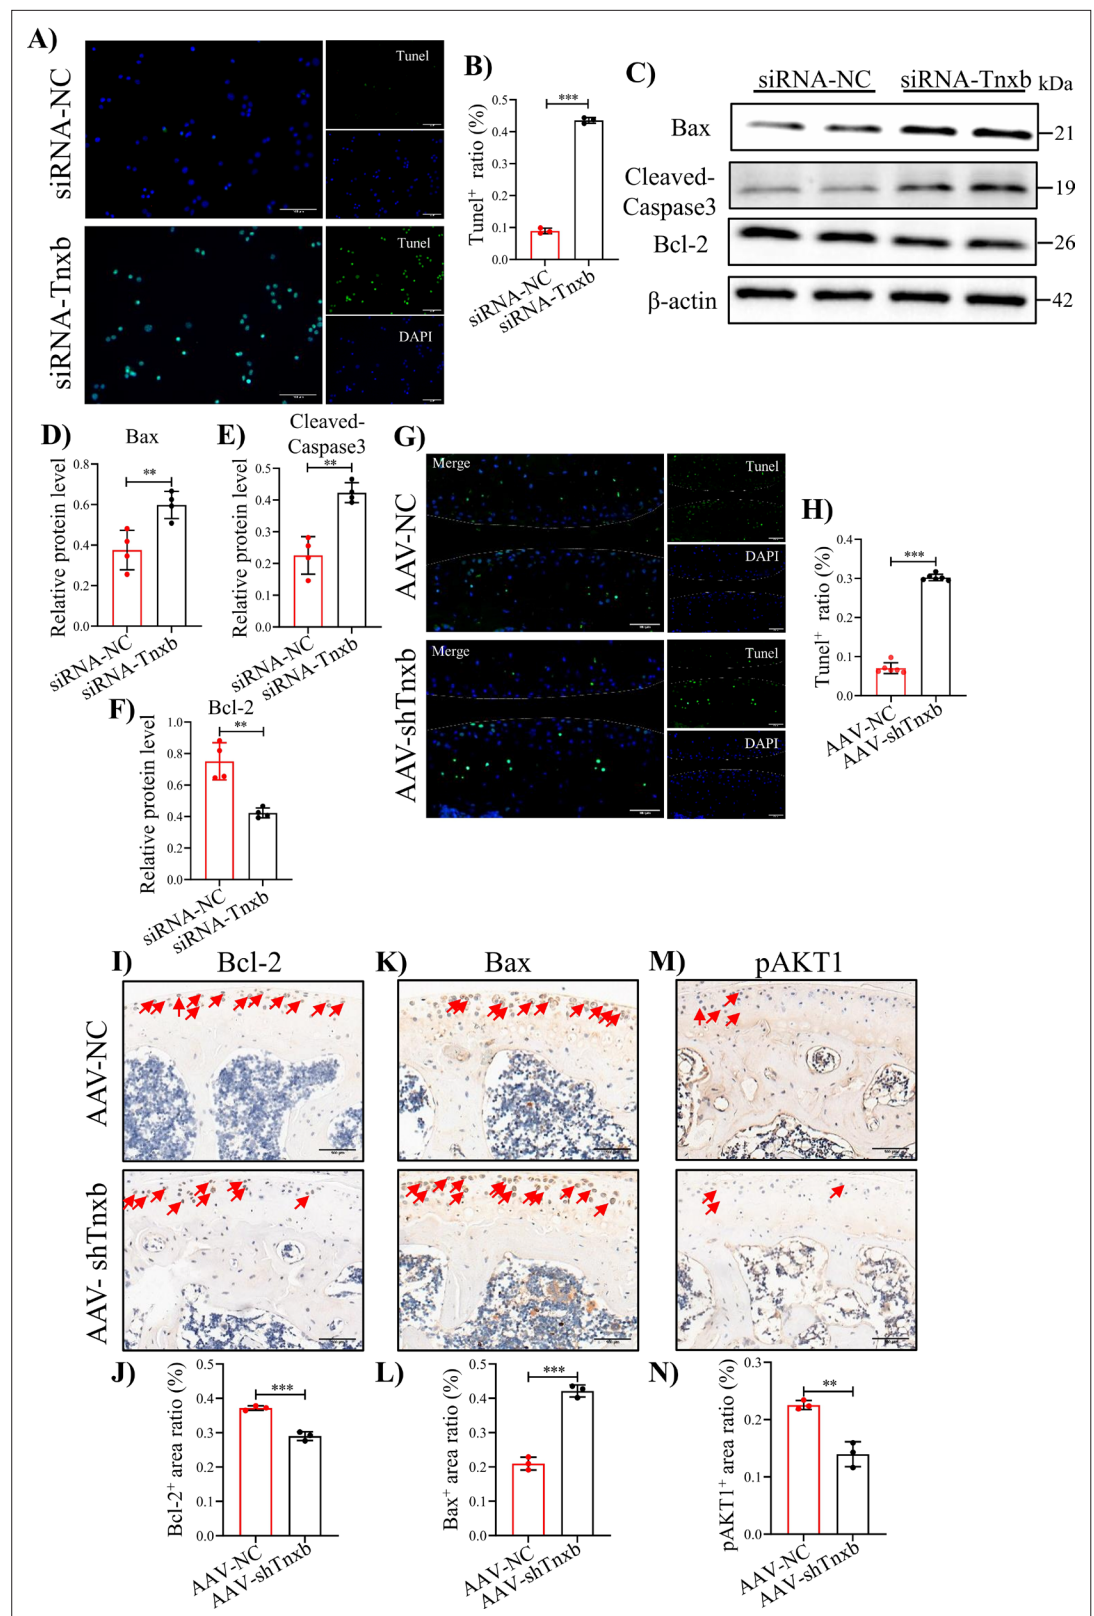 A)
siRNA-NC
Tunel
siRNA-Tnxb
Tunel
DAPI
B)
Tunel+ ratio (%)
0.5
0.4
0.3
0.2
0.1
0.0
***
siRNA-NC
siRNA-Tnxb
C)
siRNA-NC siRNA-Tnxb kDa
Bax 21
Cleaved-
Caspase3 19
Bcl-2 26
β-actin 42
D)
Bax
Relative protein level
0.8
0.6
0.4
0.2
0.0
**
siRNA-NC
siRNA-Tnxb
E)
Cleaved-
Caspase3
Relative protein level
0.5
0.4
0.3
0.2
0.1
0.0
**
siRNA-NC
siRNA-Tnxb
F)
Bcl-2
Relative protein level
1.0
0.8
0.6
0.4
0.2
0.0
**
siRNA-NC
siRNA-Tnxb
G)
AAV-NC
Merge
Tunel
DAPI
AAV-shTnxb
Merge
Tunel
DAPI
H)
Tunel+ ratio (%)
0.4
0.3
0.2
0.1
0.0
***
AAV-NC
AAV-shTnxb
I) Bcl-2
K) Bax
M) pAKT1
AAV-NC
AAV- shTnxb
J)
Bcl-2+ area ratio (%)
0.5
0.4
0.3
0.2
0.1
0.0
***
AAV-NC
AAV-shTnxb
L)
Bax+ area ratio (%)
0.5
0.4
0.3
0.2
0.1
0.0
***
AAV-NC
AAV-shTnxb
N)
pAKT1+ area ratio (%)
0.3
0.2
0.1
0.0
**
AAV-NC
AAV-shTnxb